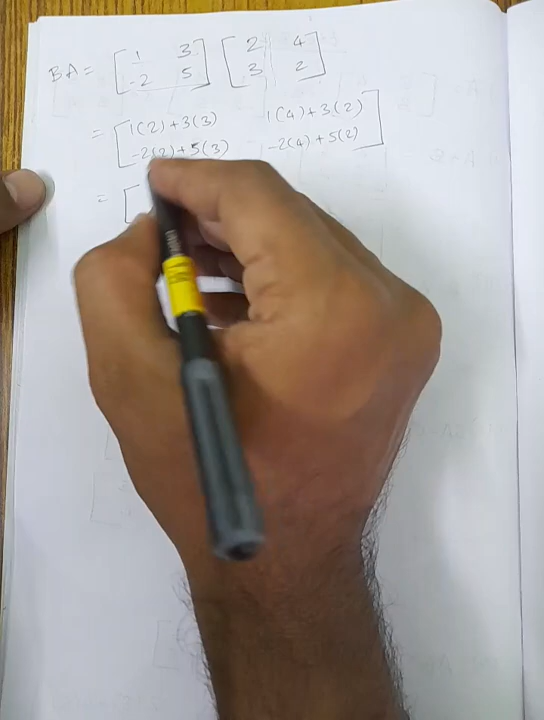 BA = [ 1 3 -2 5 ] [ 2 4 3 2 ]
= [ 1(2)+3(3) 1(4)+3(2)
-2(2)+5(3) -2(4)+5(2) ]
= [